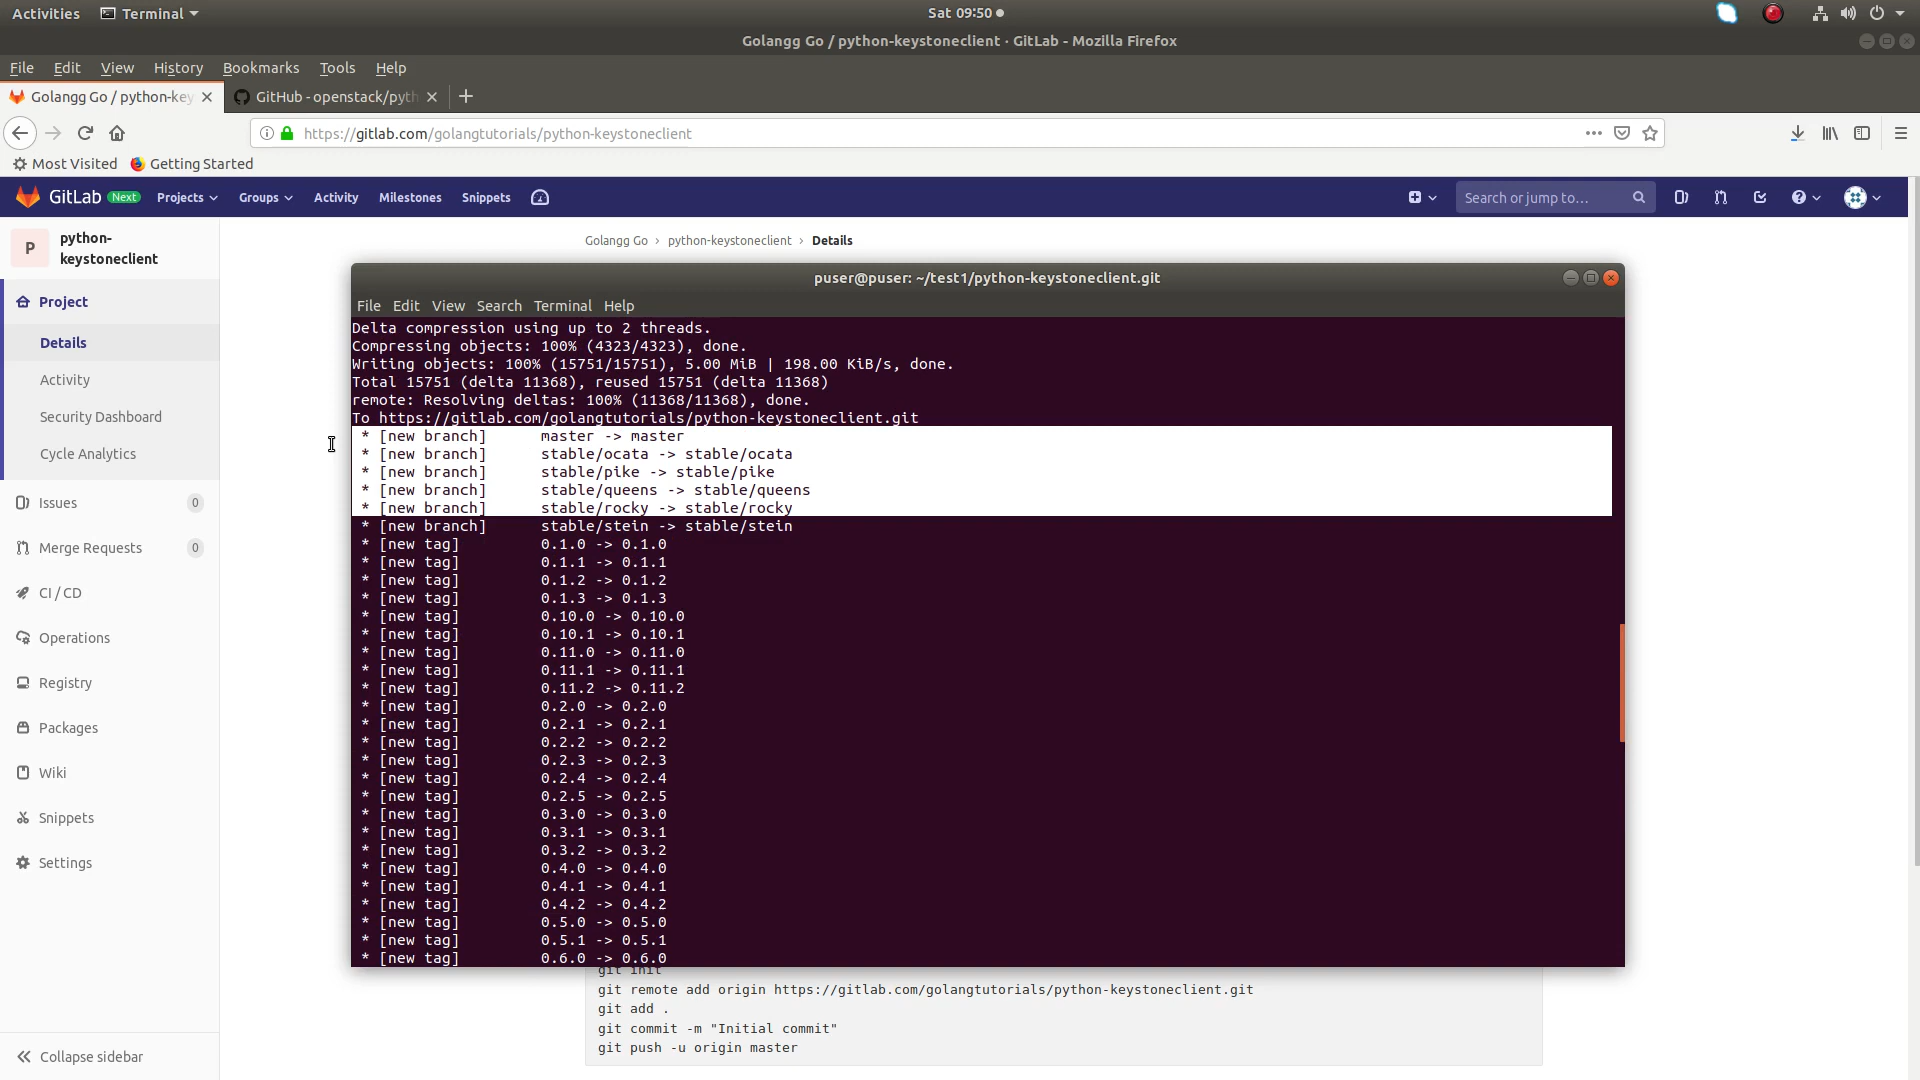 Activities
Terminal
Sat 09:50
Golangg Go / python-keystoneclient · GitLab - Mozilla Firefox
File Edit View History Bookmarks Tools Help
Golangg Go / python-key
GitHub - openstack/pyth
https://gitlab.com/golangtutorials/python-keystoneclient
Most Visited
Getting Started
GitLab Next Projects Groups Activity Milestones Snippets
Search or jump to...
P
python-
keystoneclient
Golangg Go › python-keystoneclient › Details
Project
Details
Activity
Security Dashboard
Cycle Analytics
Issues 0
Merge Requests 0
CI / CD
Operations
Registry
Packages
Wiki
Snippets
Settings
Collapse sidebar
puser@puser: ~/test1/python-keystoneclient.git
File Edit View Search Terminal Help
Delta compression using up to 2 threads.
Compressing objects: 100% (4323/4323), done.
Writing objects: 100% (15751/15751), 5.00 MiB | 198.00 KiB/s, done.
Total 15751 (delta 11368), reused 15751 (delta 11368)
remote: Resolving deltas: 100% (11368/11368), done.
To https://gitlab.com/golangtutorials/python-keystoneclient.git
* [new branch] master -> master
* [new branch] stable/ocata -> stable/ocata
* [new branch] stable/pike -> stable/pike
* [new branch] stable/queens -> stable/queens
* [new branch] stable/rocky -> stable/rocky
* [new branch] stable/stein -> stable/stein
* [new tag] 0.1.0 -> 0.1.0
* [new tag] 0.1.1 -> 0.1.1
* [new tag] 0.1.2 -> 0.1.2
* [new tag] 0.1.3 -> 0.1.3
* [new tag] 0.10.0 -> 0.10.0
* [new tag] 0.10.1 -> 0.10.1
* [new tag] 0.11.0 -> 0.11.0
* [new tag] 0.11.1 -> 0.11.1
* [new tag] 0.11.2 -> 0.11.2
* [new tag] 0.2.0 -> 0.2.0
* [new tag] 0.2.1 -> 0.2.1
* [new tag] 0.2.2 -> 0.2.2
* [new tag] 0.2.3 -> 0.2.3
* [new tag] 0.2.4 -> 0.2.4
* [new tag] 0.2.5 -> 0.2.5
* [new tag] 0.3.0 -> 0.3.0
* [new tag] 0.3.1 -> 0.3.1
* [new tag] 0.3.2 -> 0.3.2
* [new tag] 0.4.0 -> 0.4.0
* [new tag] 0.4.1 -> 0.4.1
* [new tag] 0.4.2 -> 0.4.2
* [new tag] 0.5.0 -> 0.5.0
* [new tag] 0.5.1 -> 0.5.1
* [new tag] 0.6.0 -> 0.6.0
git init
git remote add origin https://gitlab.com/golangtutorials/python-keystoneclient.git
git add .
git commit -m "Initial commit"
git push -u origin master